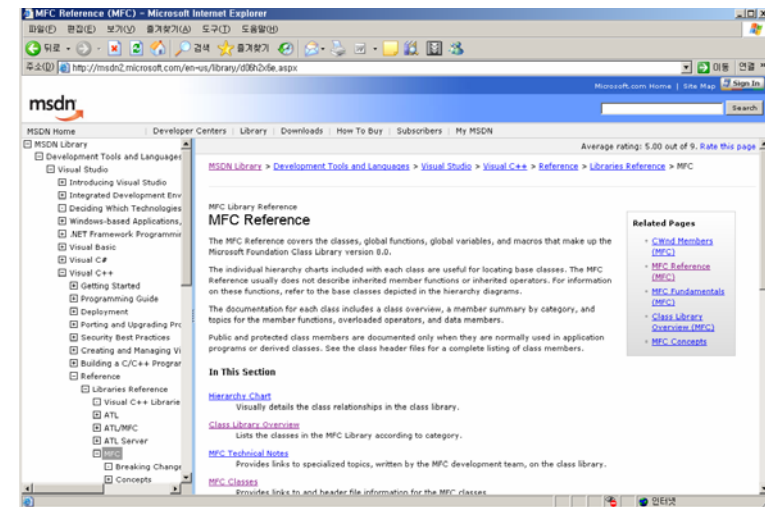 MFC Reference (MFC) - Microsoft Internet Explorer
파일(F) 편집(E) 보기(V) 즐겨찾기(A) 도구(T) 도움말(H)
뒤로 검색 즐겨찾기
주소(D) http://msdn2.microsoft.com/en-us/library/d06h2x6e.aspx 이동 연결 »
Microsoft.com Home | Site Map Sign In
msdn
Search
MSDN Home | Developer Centers | Library | Downloads | How To Buy | Subscribers | My MSDN
Average rating: 5.00 out of 9. Rate this page
MSDN Library
Development Tools and Languages
Visual Studio
Introducing Visual Studio
Integrated Development Env
Deciding Which Technologies
Windows-based Applications,
.NET Framework Programmin
Visual Basic
Visual C#
Visual C++
Getting Started
Programming Guide
Deployment
Porting and Upgrading Pro
Security Best Practices
Creating and Managing Vi
Building a C/C++ Program
Reference
Libraries Reference
Visual C++ Librarie
ATL
ATL/MFC
ATL Server
MFC
Breaking Change
Concepts
MSDN Library > Development Tools and Languages > Visual Studio > Visual C++ > Reference > Libraries Reference > MFC
MFC Library Reference
MFC Reference
The MFC Reference covers the classes, global functions, global variables, and macros that make up the
Microsoft Foundation Class Library version 8.0.
The individual hierarchy charts included with each class are useful for locating base classes. The MFC
Reference usually does not describe inherited member functions or inherited operators. For information
on these functions, refer to the base classes depicted in the hierarchy diagrams.
The documentation for each class includes a class overview, a member summary by category, and
topics for the member functions, overloaded operators, and data members.
Public and protected class members are documented only when they are normally used in application
programs or derived classes. See the class header files for a complete listing of class members.
In This Section
Hierarchy Chart
Visually details the class relationships in the class library.
Class Library Overview
Lists the classes in the MFC Library according to category.
MFC Technical Notes
Provides links to specialized topics, written by the MFC development team, on the class library.
MFC Classes
Provides links to and header file information for the MFC classes.
Related Pages
CWnd Members
(MFC)
MFC Reference
(MFC)
MFC Fundamentals
(MFC)
Class Library
Overview (MFC)
MFC Concepts
인터넷